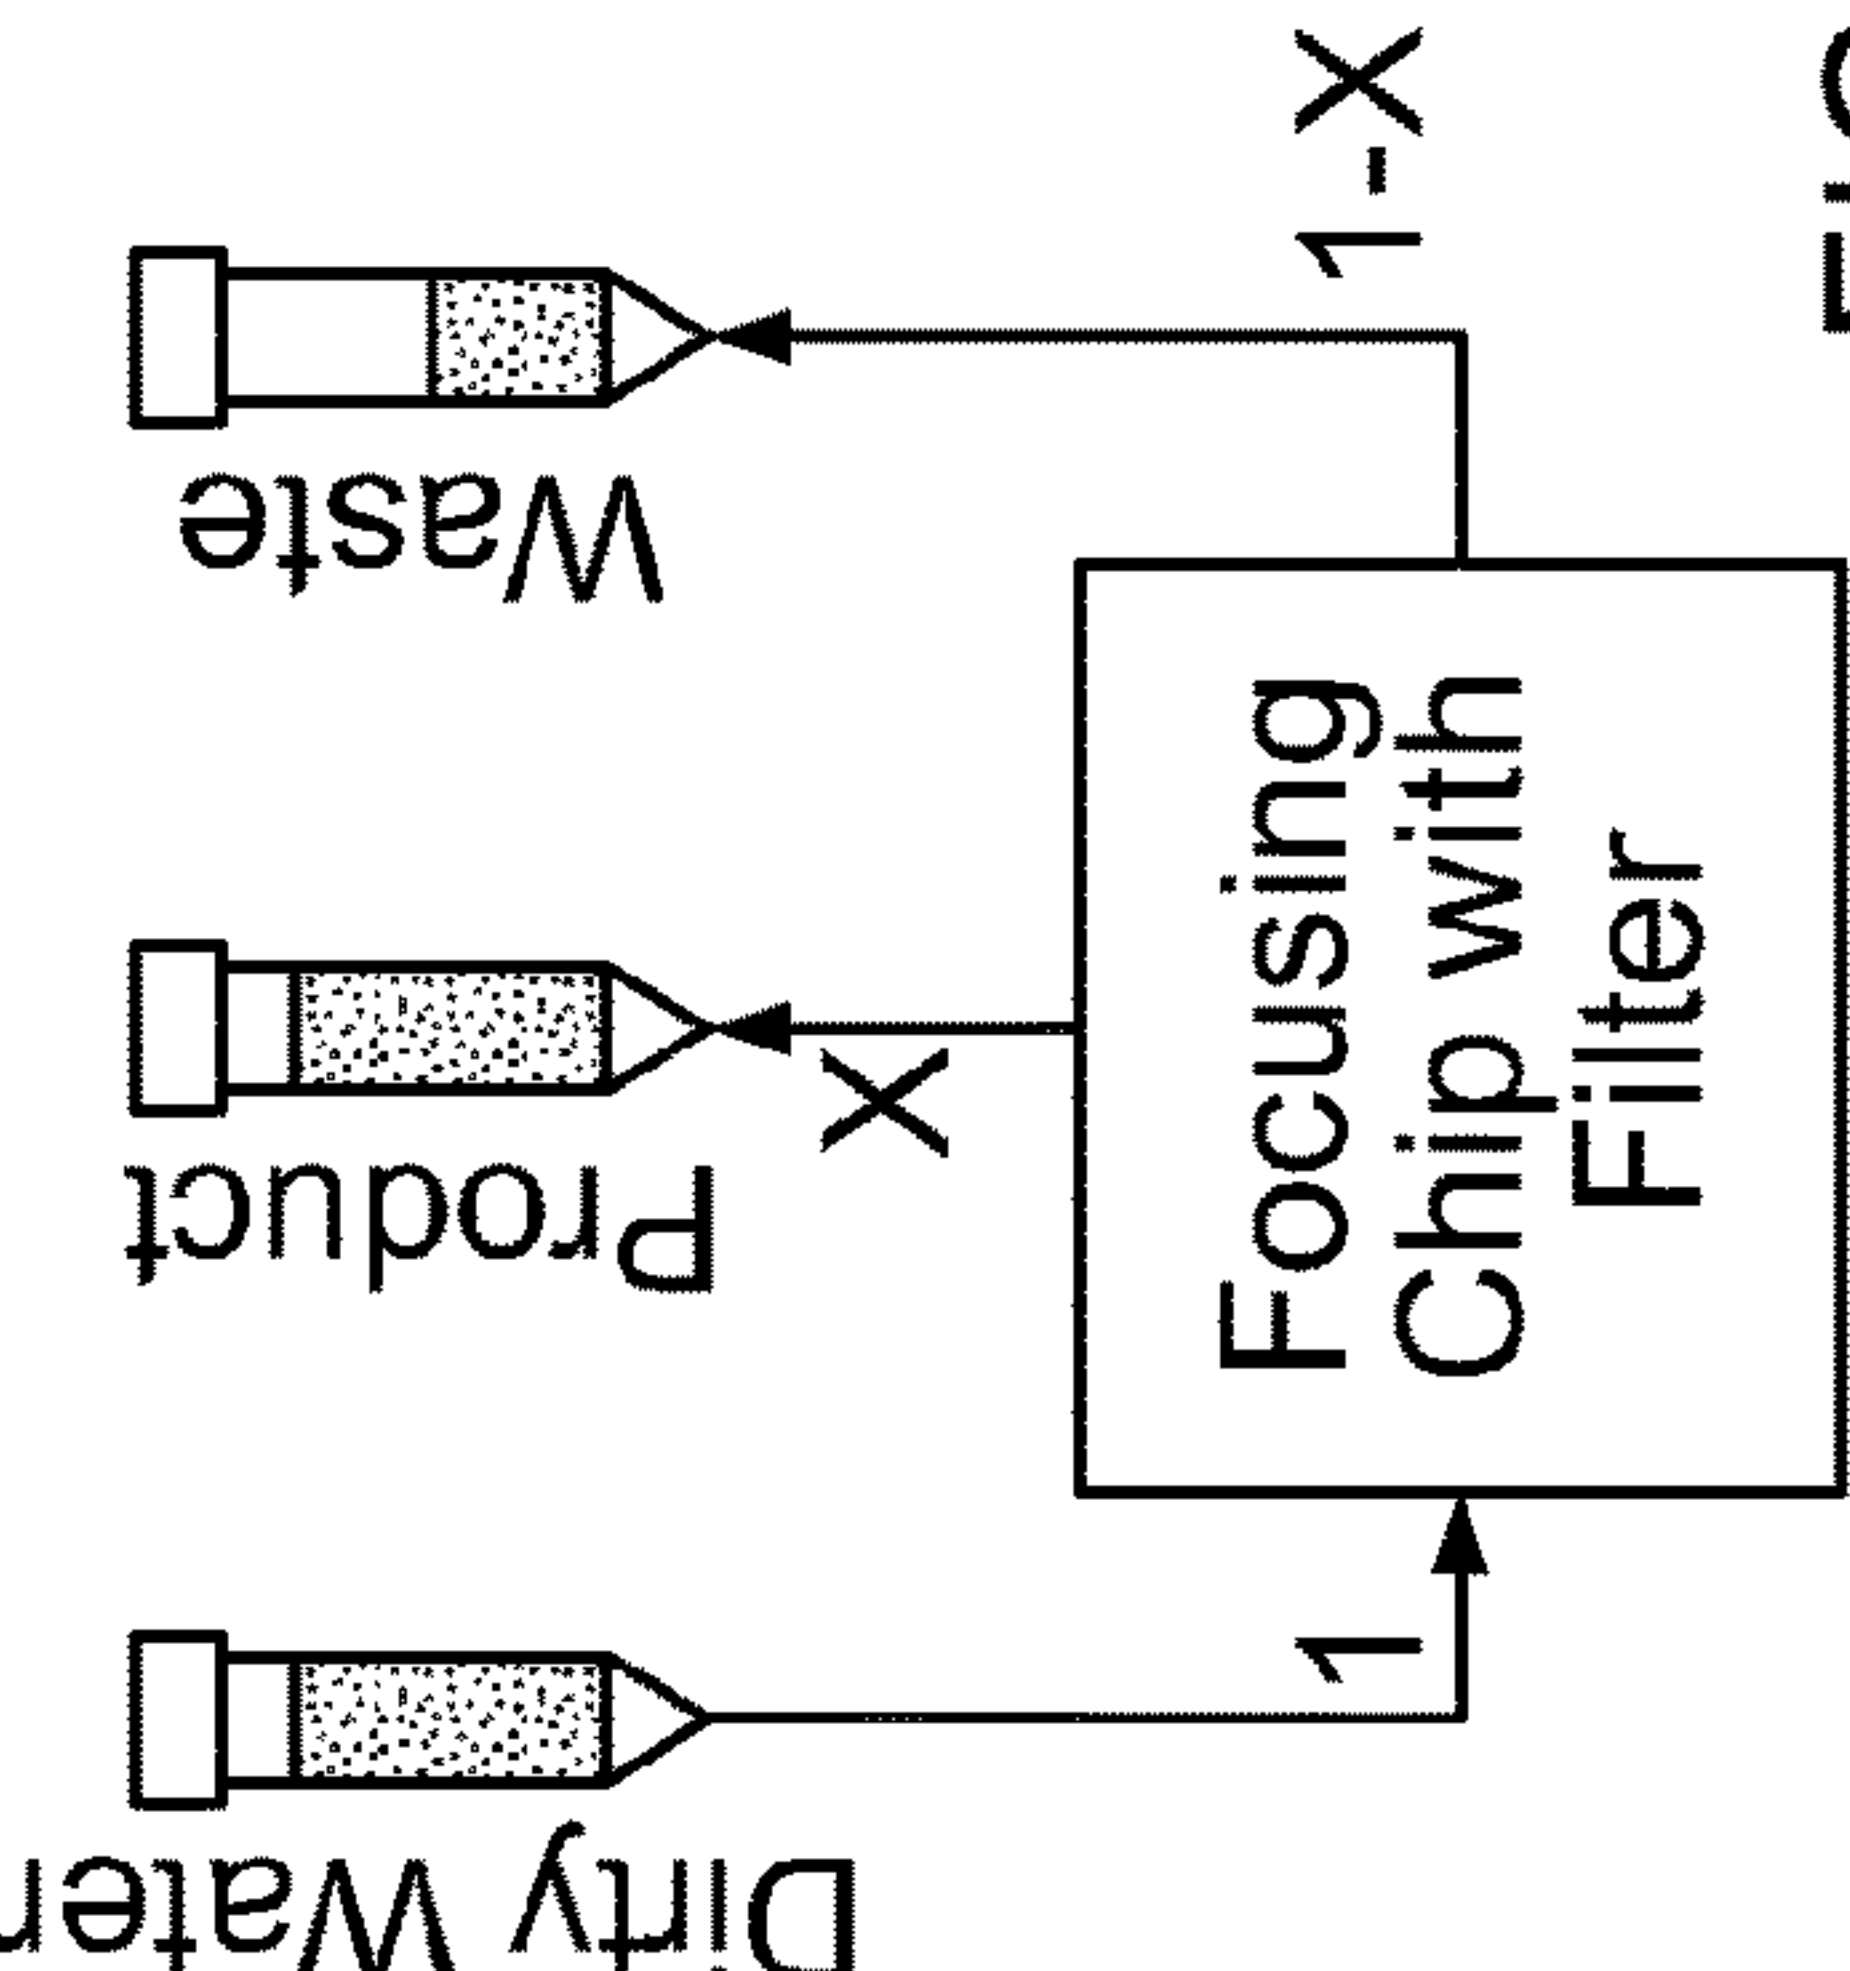 Dirty Water
1
Product
X
Focusing
Chip with
Filter
Waste
1-X